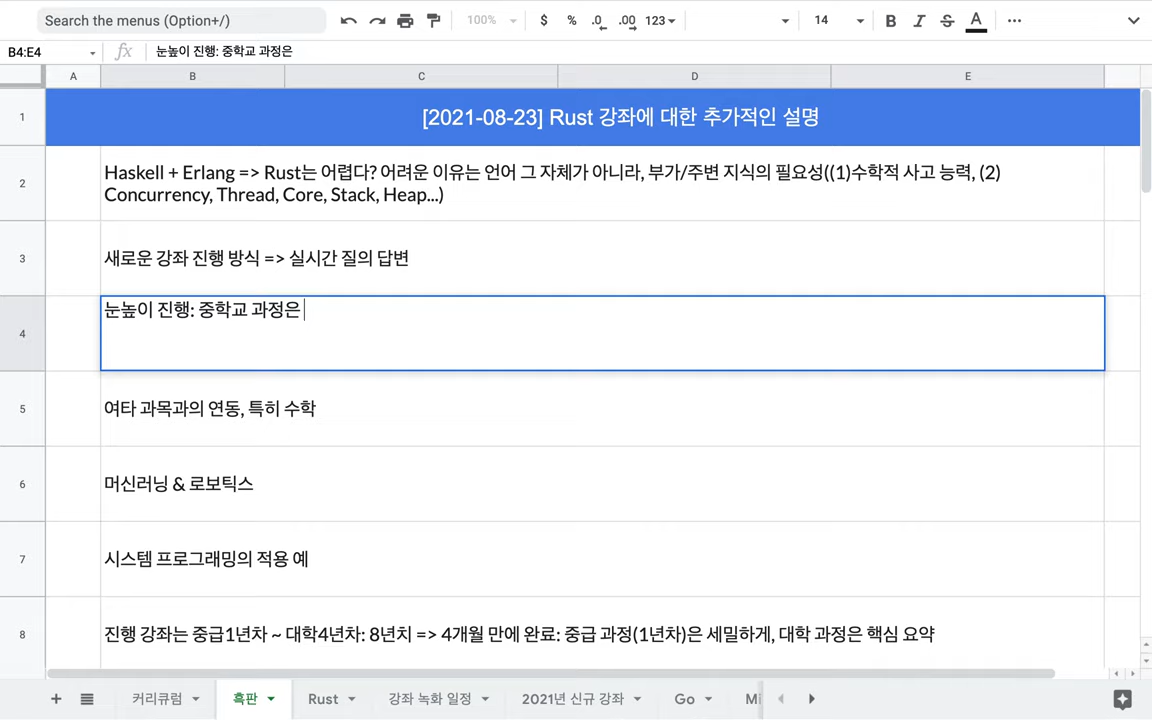 Search the menus (Option+/)
100%
$ % .0 .00 123
14
B I S A
B4:E4
fx
눈높이 진행: 중학교 과정은
A B C D E
1
[2021-08-23] Rust 강좌에 대한 추가적인 설명
2
Haskell + Erlang => Rust는 어렵다? 어려운 이유는 언어 그 자체가 아니라, 부가/주변 지식의 필요성((1)수학적 사고 능력, (2)
Concurrency, Thread, Core, Stack, Heap...)
3
새로운 강좌 진행 방식 => 실시간 질의 답변
4
눈높이 진행: 중학교 과정은
5
여타 과목과의 연동, 특히 수학
6
머신러닝 & 로보틱스
7
시스템 프로그래밍의 적용 예
8
진행 강좌는 중급1년차 ~ 대학4년차: 8년치 => 4개월 만에 완료: 중급 과정(1년차)은 세밀하게, 대학 과정은 핵심 요약
커리큐럼 흑판 Rust 강좌 녹화 일정 2021년 신규 강좌 Go